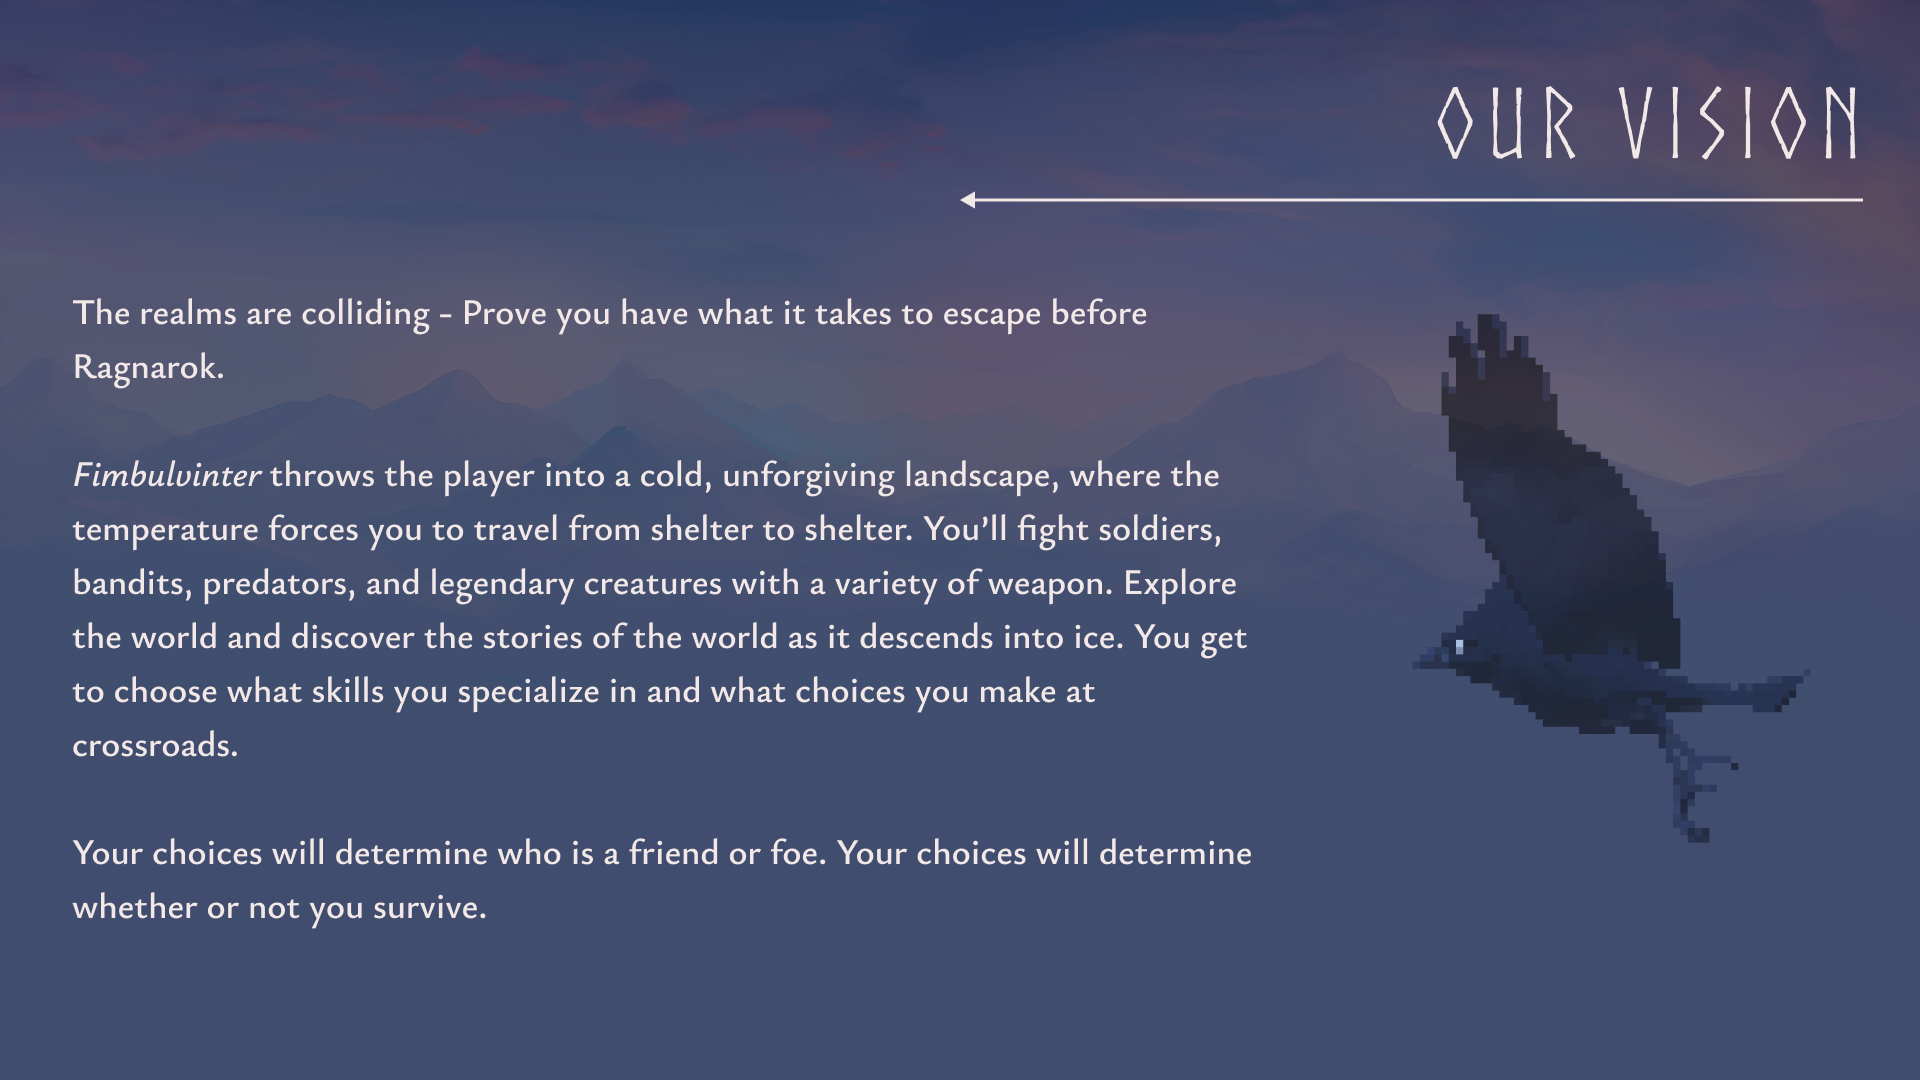 OUR VISION
The realms are colliding - Prove you have what it takes to escape before
Ragnarok.
Fimbulvinter throws the player into a cold, unforgiving landscape, where the
temperature forces you to travel from shelter to shelter. You’ll fight soldiers,
bandits, predators, and legendary creatures with a variety of weapon. Explore
the world and discover the stories of the world as it descends into ice. You get
to choose what skills you specialize in and what choices you make at
crossroads.
Your choices will determine who is a friend or foe. Your choices will determine
whether or not you survive.